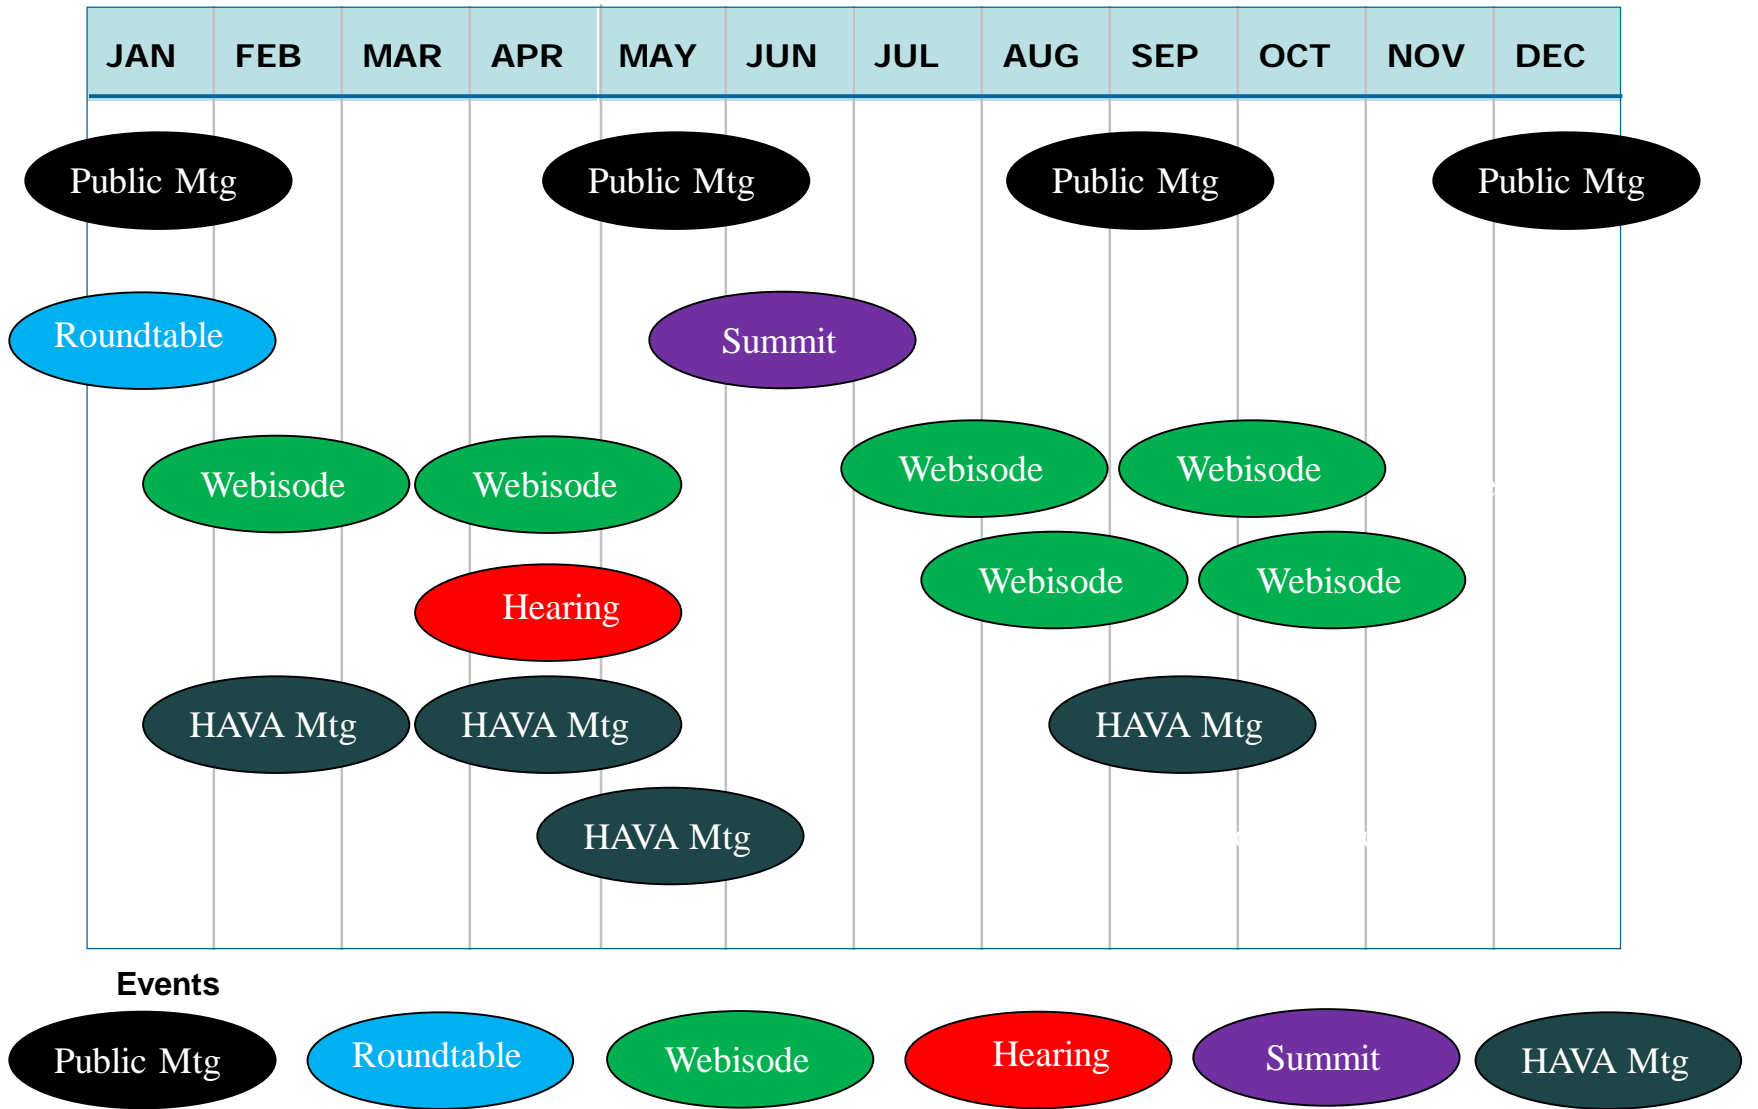 JAN FEB MAR APR MAY JUN JUL AUG SEP OCT NOV DEC
Public Mtg Public Mtg Public Mtg Public Mtg
Roundtable Summit
Webisode Webisode Webisode Webisode
Webisode Webisode
Hearing
HAVA Mtg HAVA Mtg HAVA Mtg
HAVA Mtg
Events
Public Mtg Roundtable Webisode Hearing Summit HAVA Mtg